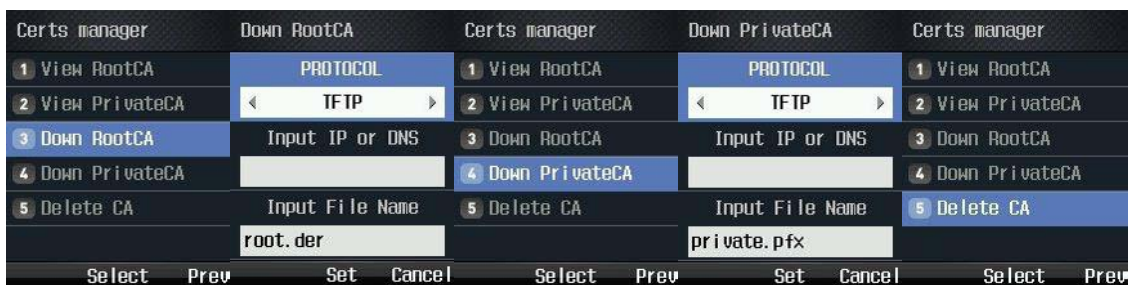 Certs manager
1 View RootCA
2 View PrivateCA
3 Down RootCA
4 Down PrivateCA
5 Delete CA
Select Prev
Down RootCA
PROTOCOL
TFTP
Input IP or DNS
Input File Name
root.der
Set Cancel
Certs manager
1 View RootCA
2 View PrivateCA
3 Down RootCA
4 Down PrivateCA
5 Delete CA
Select Prev
Down PrivateCA
PROTOCOL
TFTP
Input IP or DNS
Input File Name
private.pfx
Set Cancel
Certs manager
1 View RootCA
2 View PrivateCA
3 Down RootCA
4 Down PrivateCA
5 Delete CA
Select Prev